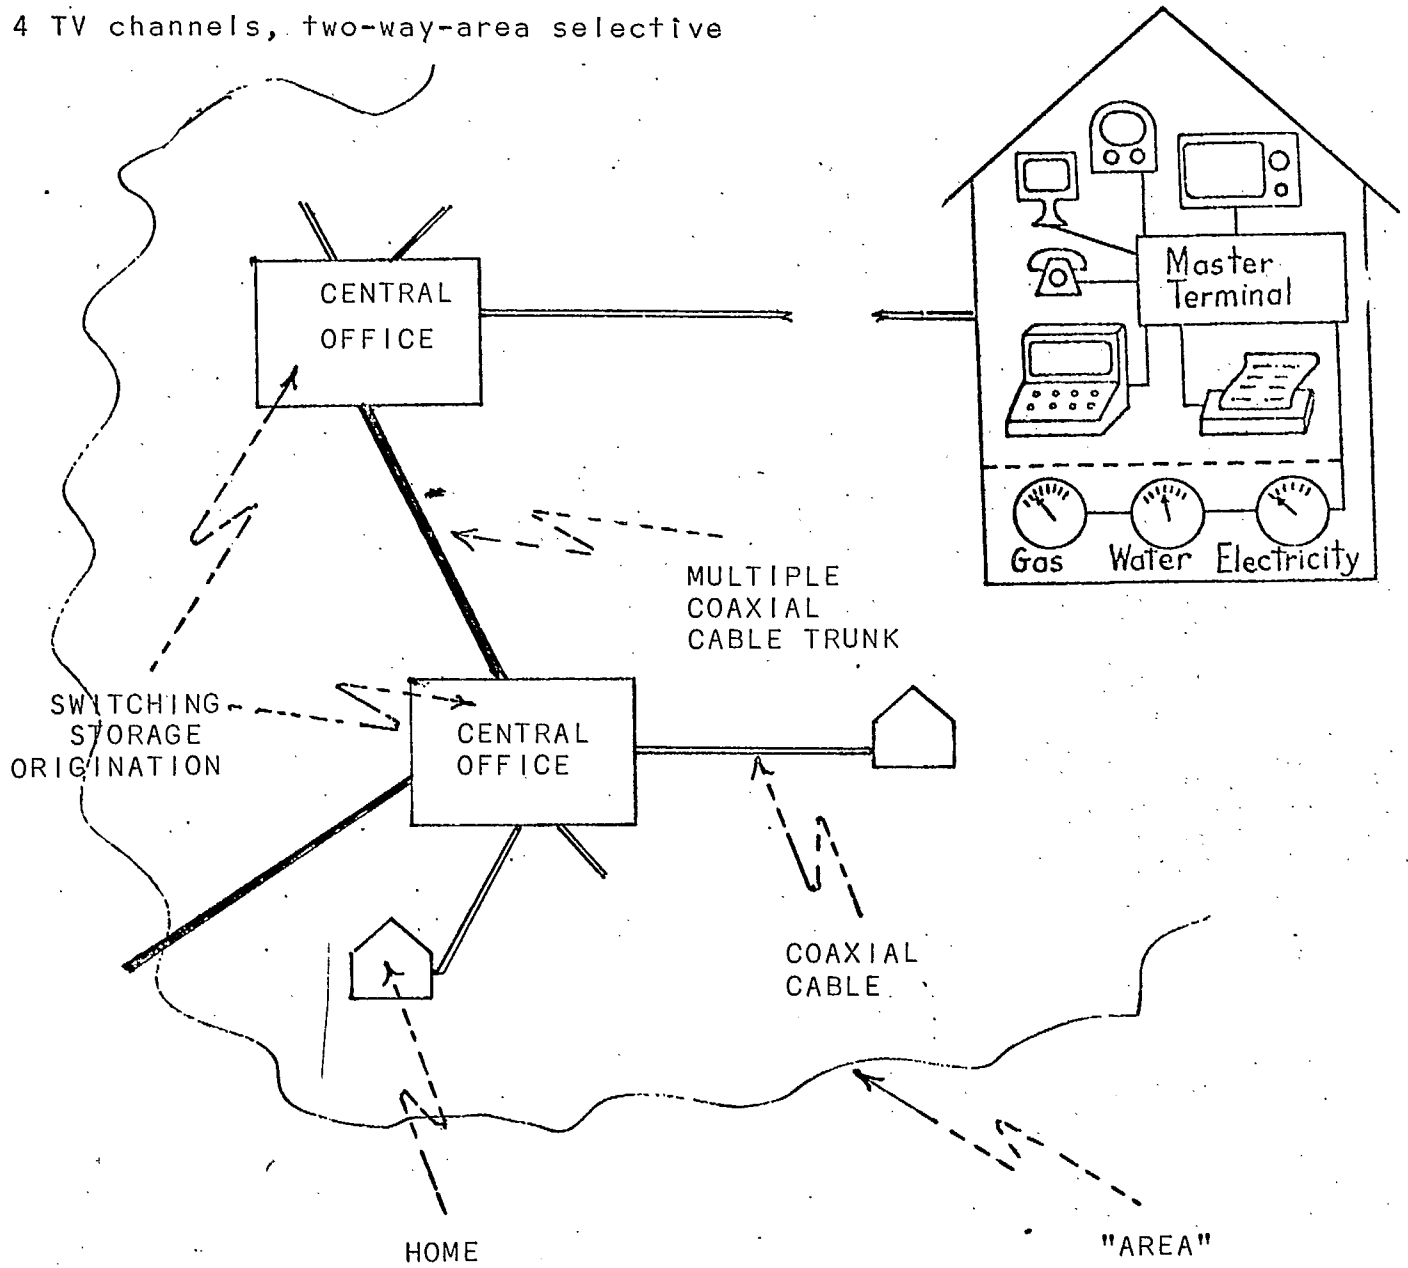 4 TV channels, two-way-area selective
CENTRAL
OFFICE
Master
Terminal
Gas Water Electricity
MULTIPLE
COAXIAL
CABLE TRUNK
SWITCHING
STORAGE
ORIGINATION
CENTRAL
OFFICE
COAXIAL
CABLE
HOME
"AREA"